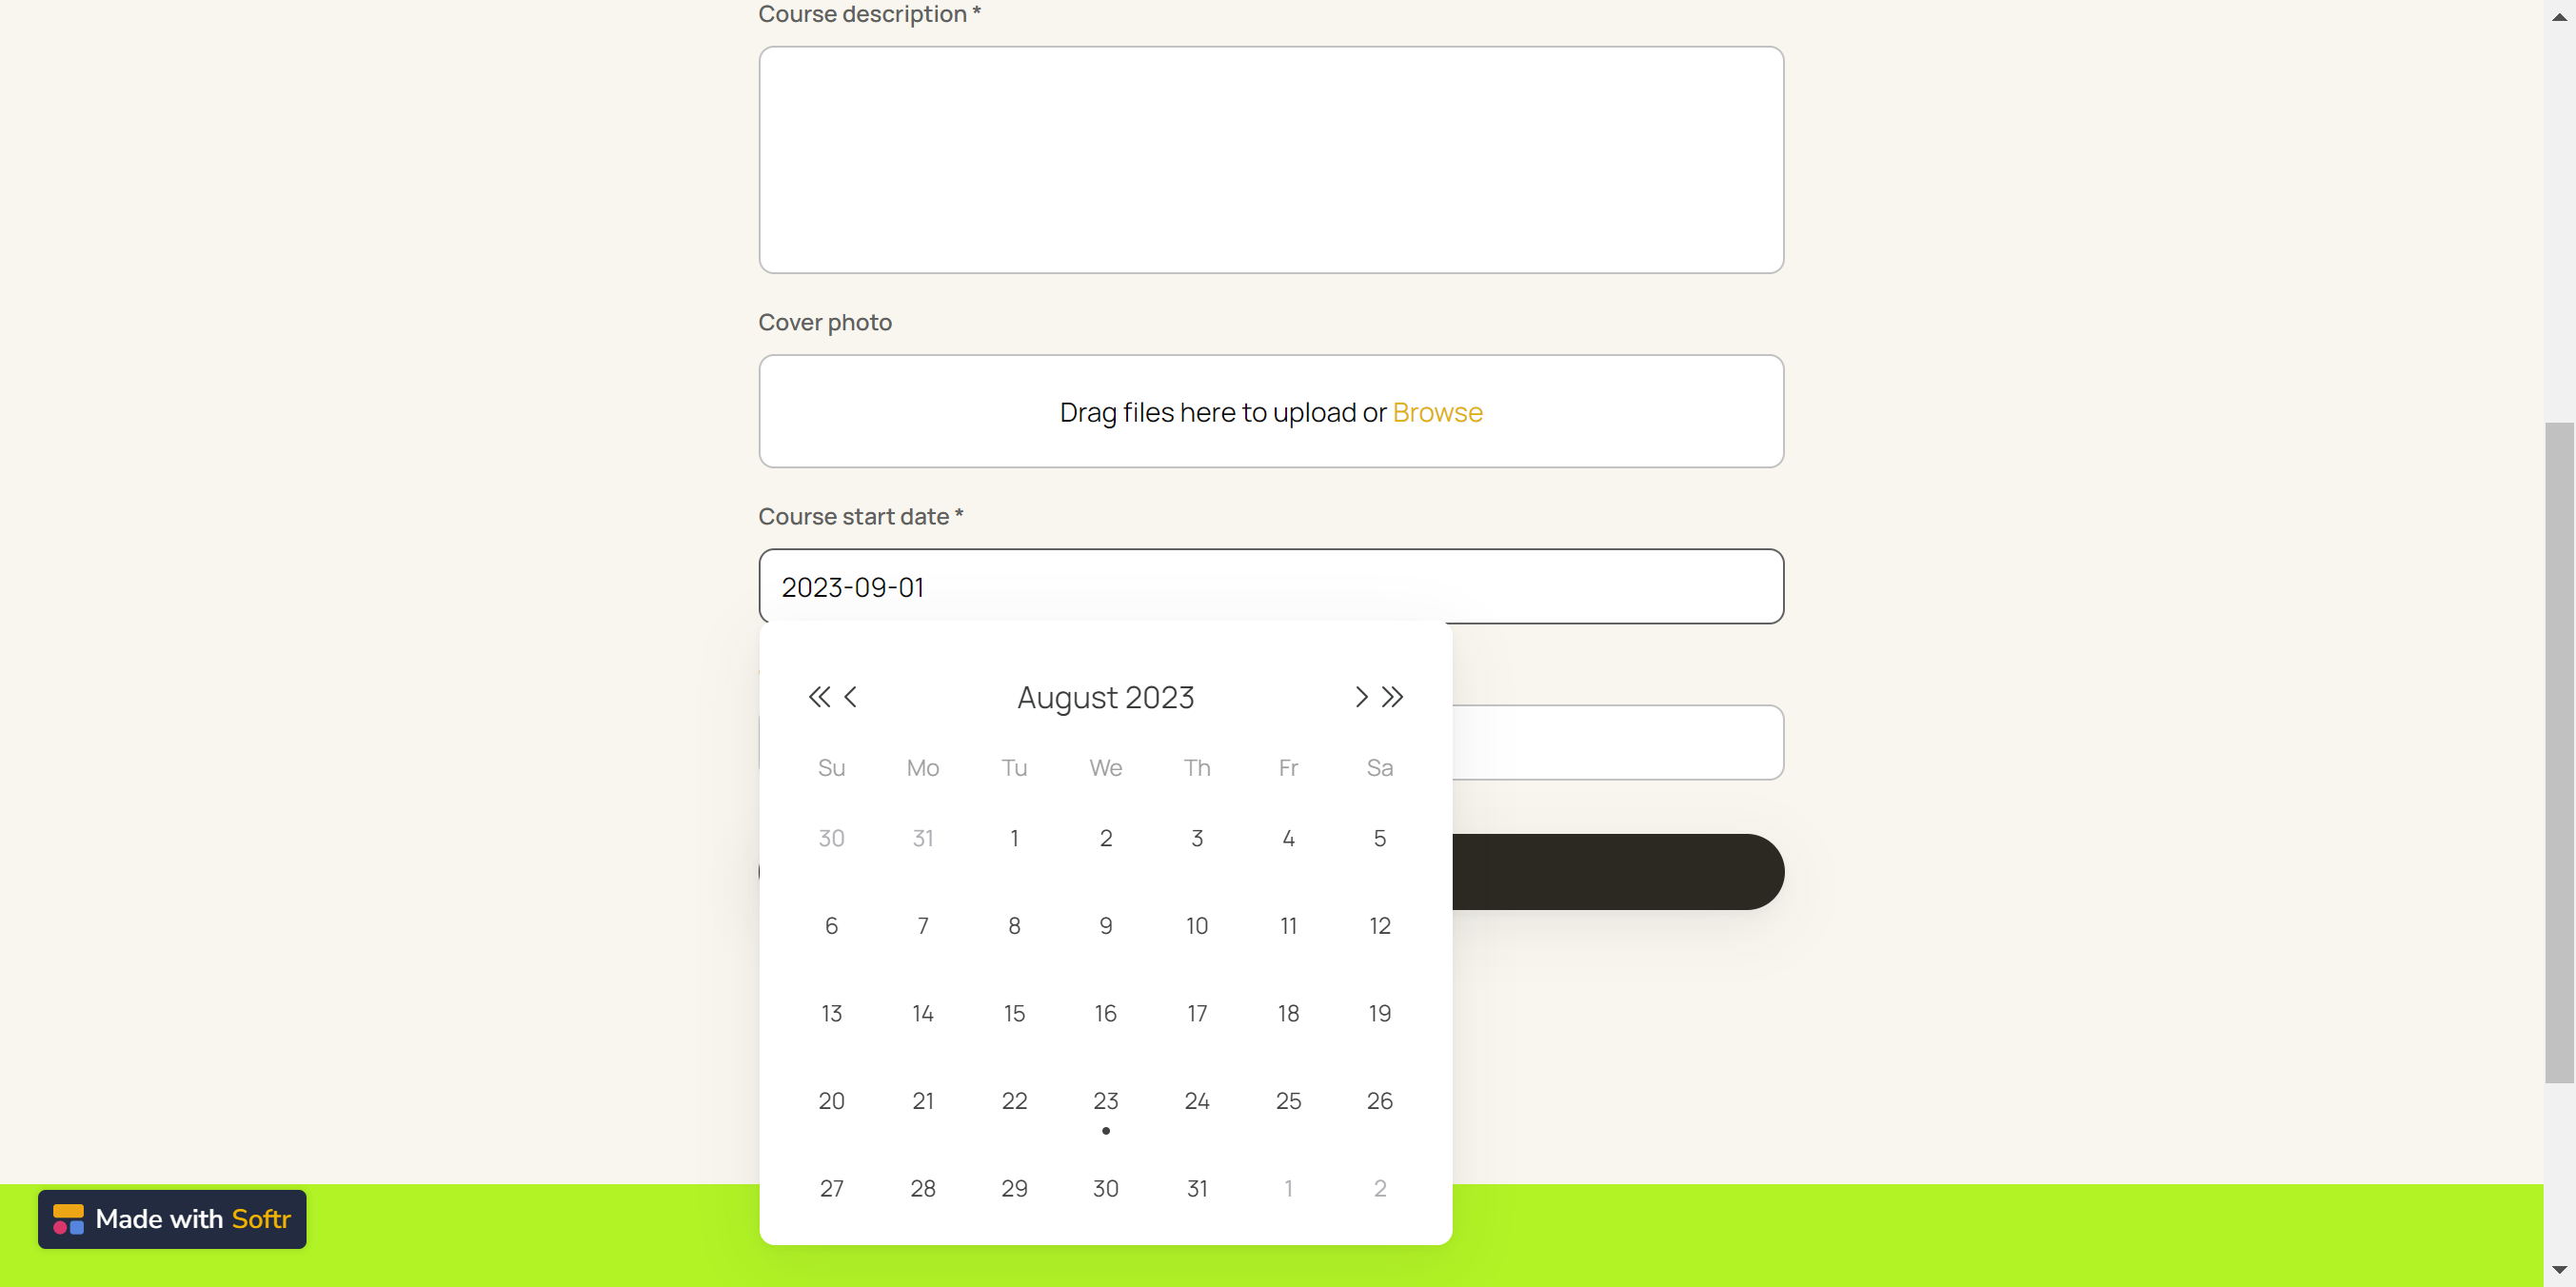 Course description *
Cover photo
Drag files here to upload or Browse
Course start date *
2023-09-01
August 2023
Su Mo Tu We Th Fr Sa
30 31 1 2 3 4 5
6 7 8 9 10 11 12
13 14 15 16 17 18 19
20 21 22 23 24 25 26
27 28 29 30 31 1 2
Made with Softr